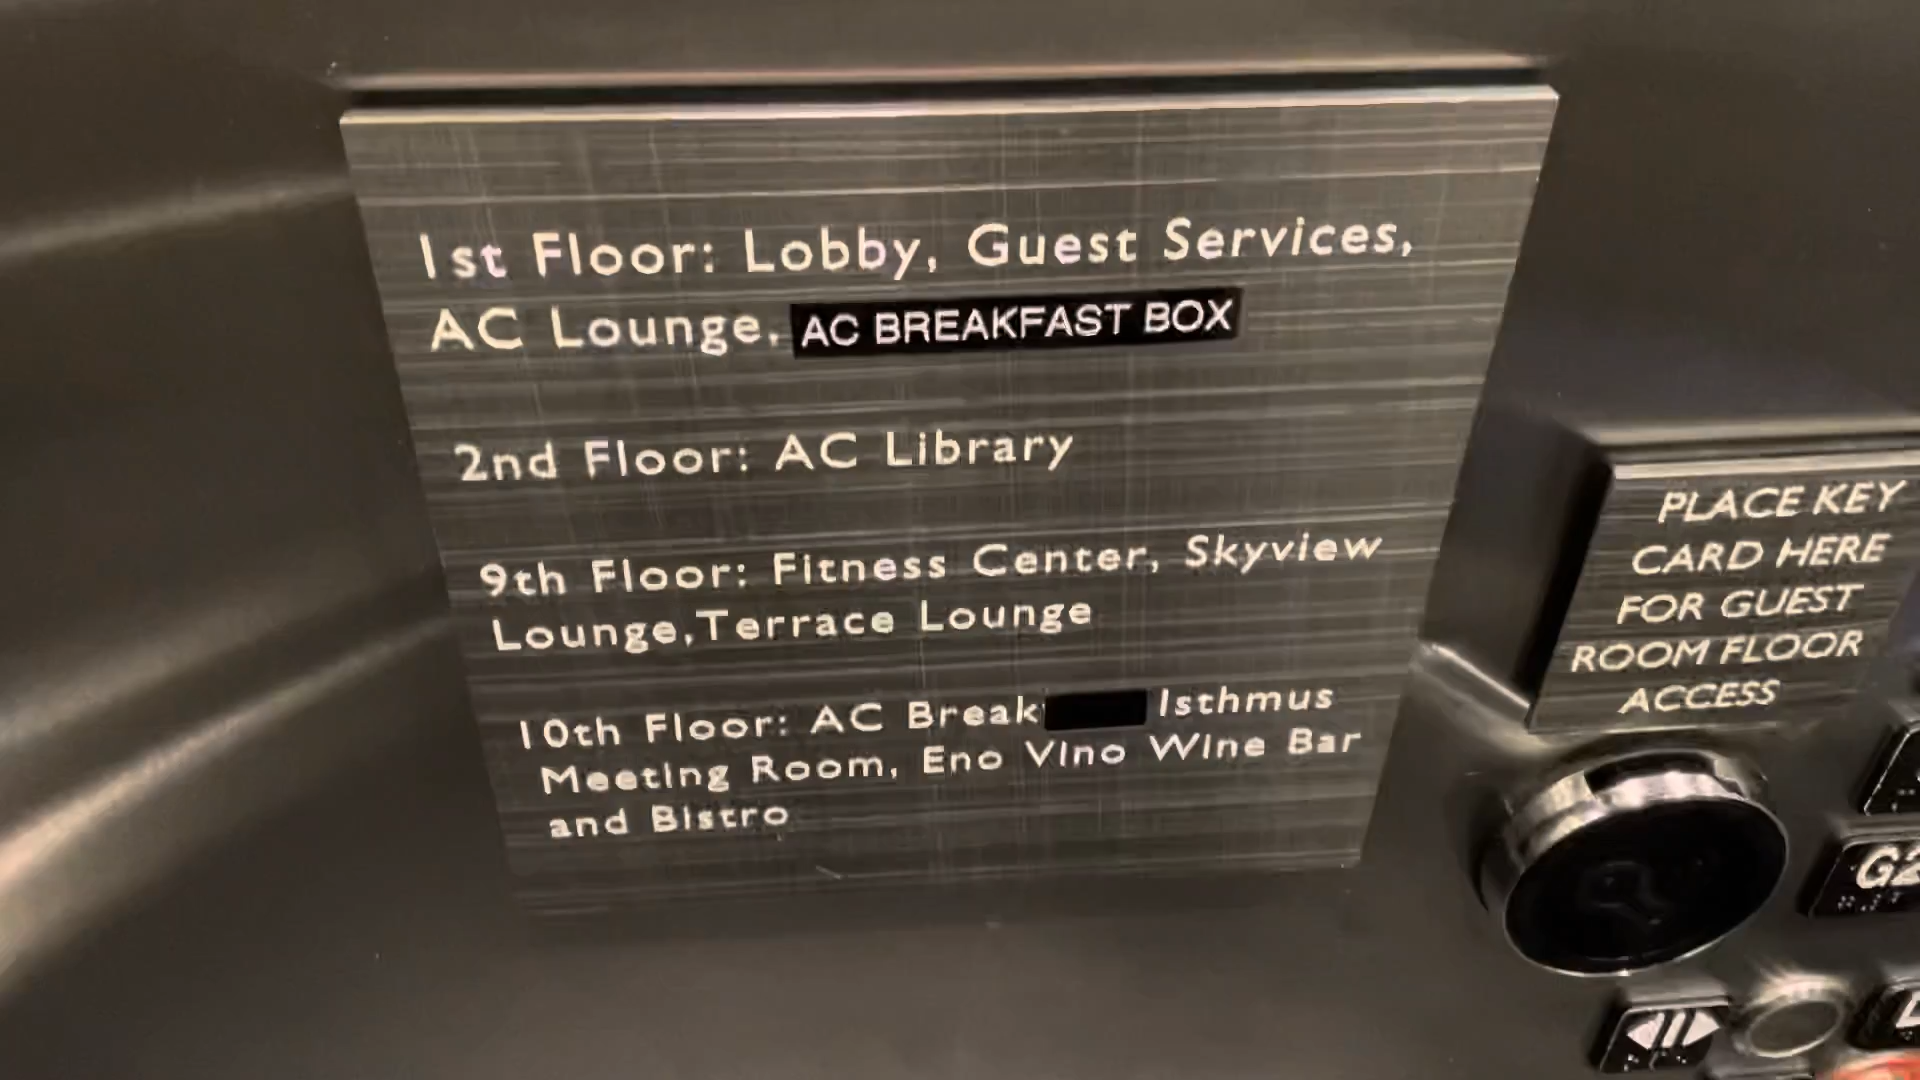 1st Floor: Lobby, Guest Services,
AC Lounge, AC BREAKFAST BOX
2nd Floor: AC Library
9th Floor: Fitness Center, Skyview
Lounge,Terrace Lounge
10th Floor: AC Break Isthmus
Meeting Room, Eno Vino Wine Bar
and Bistro
PLACE KEY
CARD HERE
FOR GUEST
ROOM FLOOR
ACCESS
G2